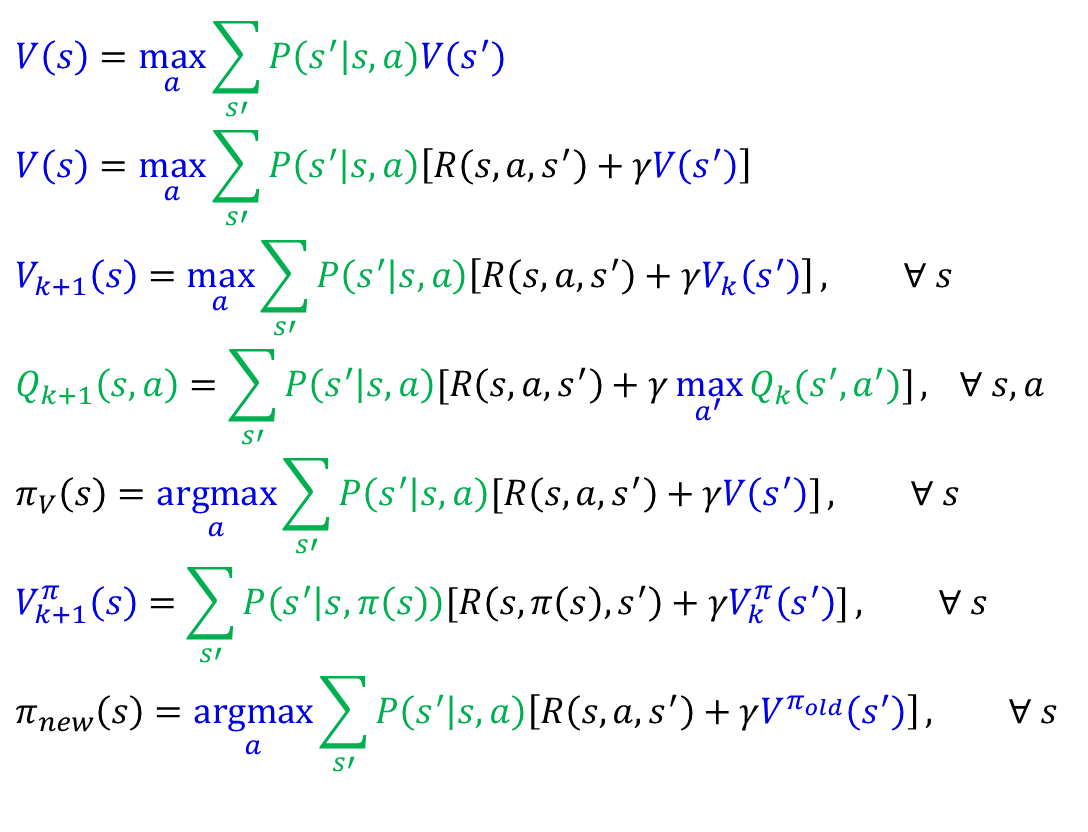 V(s) = max_a ∑_{s′} P(s′|s, a)V(s′)
V(s) = max_a ∑_{s′} P(s′|s, a)[R(s, a, s′) + γV(s′)]
V_{k+1}(s) = max_a ∑_{s′} P(s′|s, a)[R(s, a, s′) + γV_k(s′)], ∀ s
Q_{k+1}(s, a) = ∑_{s′} P(s′|s, a)[R(s, a, s′) + γ max_{a′} Q_k(s′, a′)], ∀ s, a
π_V(s) = argmax_a ∑_{s′} P(s′|s, a)[R(s, a, s′) + γV(s′)], ∀ s
V^π_{k+1}(s) = ∑_{s′} P(s′|s, π(s))[R(s, π(s), s′) + γV^π_k(s′)], ∀ s
π_{new}(s) = argmax_a ∑_{s′} P(s′|s, a)[R(s, a, s′) + γV^{π_{old}}(s′)], ∀ s